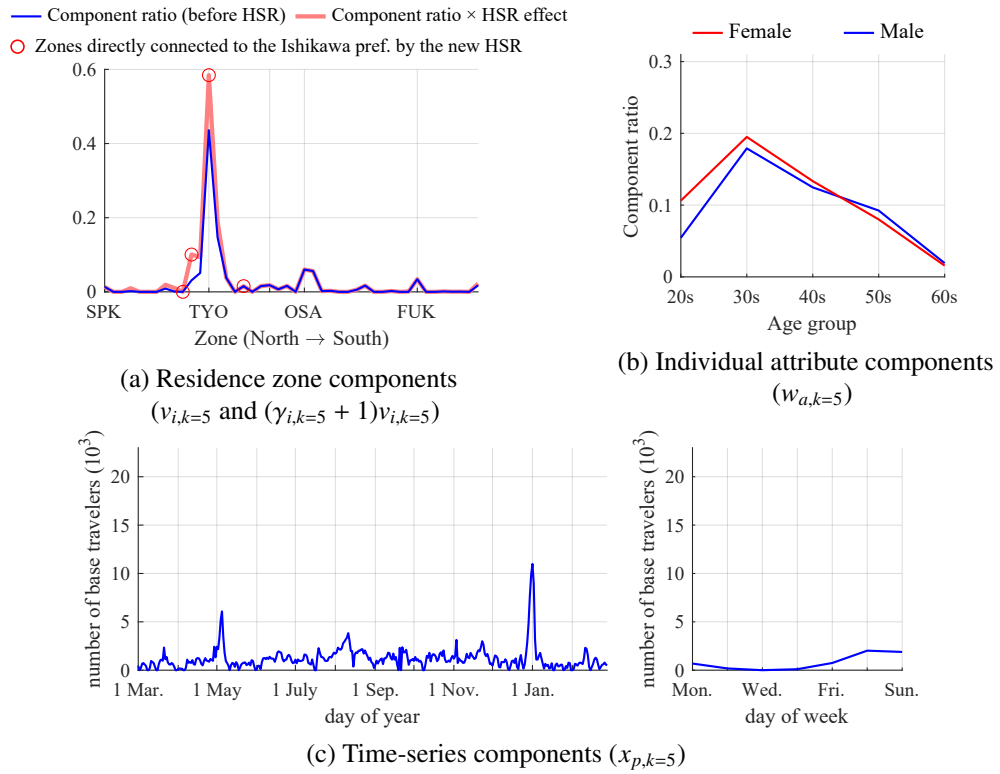 Component ratio (before HSR) Component ratio × HSR effect
Zones directly connected to the Ishikawa pref. by the new HSR
0.6
0.4
0.2
0
SPK TYO OSA FUK
Zone (North → South)
(a) Residence zone components
(v_{i,k=5} and (γ_{i,k=5} + 1)v_{i,k=5})
Female Male
Component ratio
0.3
0.2
0.1
0
20s 30s 40s 50s 60s
Age group
(b) Individual attribute components
(w_{a,k=5})
number of base travelers (10³)
20
15
10
5
0
1 Mar. 1 May 1 July 1 Sep. 1 Nov. 1 Jan.
day of year
number of base travelers (10³)
20
15
10
5
0
Mon. Wed. Fri. Sun.
day of week
(c) Time-series components (x_{p,k=5})